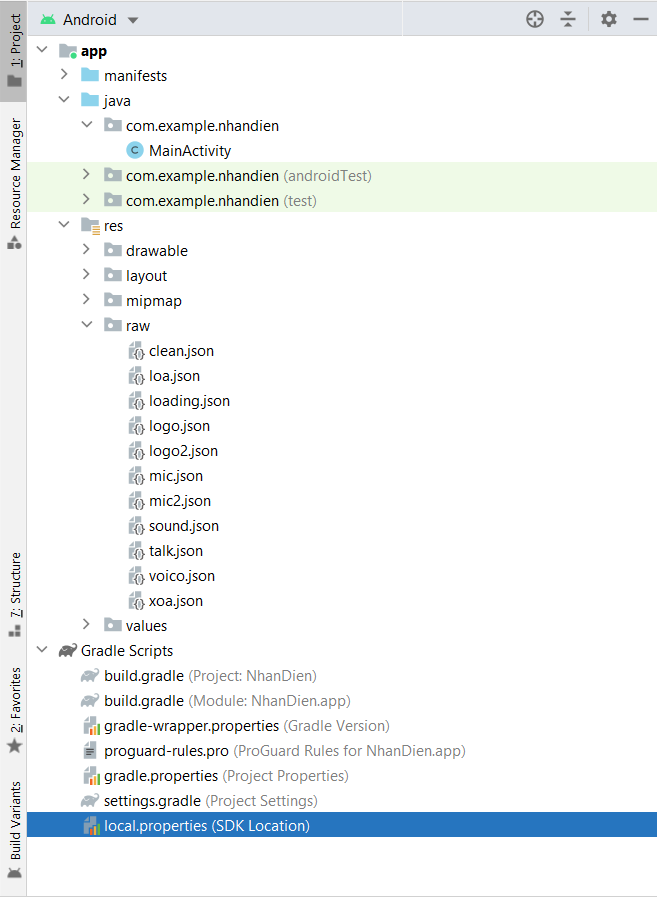 Android
app
manifests
java
com.example.nhandien
MainActivity
com.example.nhandien (androidTest)
com.example.nhandien (test)
res
drawable
layout
mipmap
raw
clean.json
loa.json
loading.json
logo.json
logo2.json
mic.json
mic2.json
sound.json
talk.json
voico.json
xoa.json
values
Gradle Scripts
build.gradle (Project: NhanDien)
build.gradle (Module: NhanDien.app)
gradle-wrapper.properties (Gradle Version)
proguard-rules.pro (ProGuard Rules for NhanDien.app)
gradle.properties (Project Properties)
settings.gradle (Project Settings)
local.properties (SDK Location)
1: Project
Resource Manager
7: Structure
2: Favorites
Build Variants